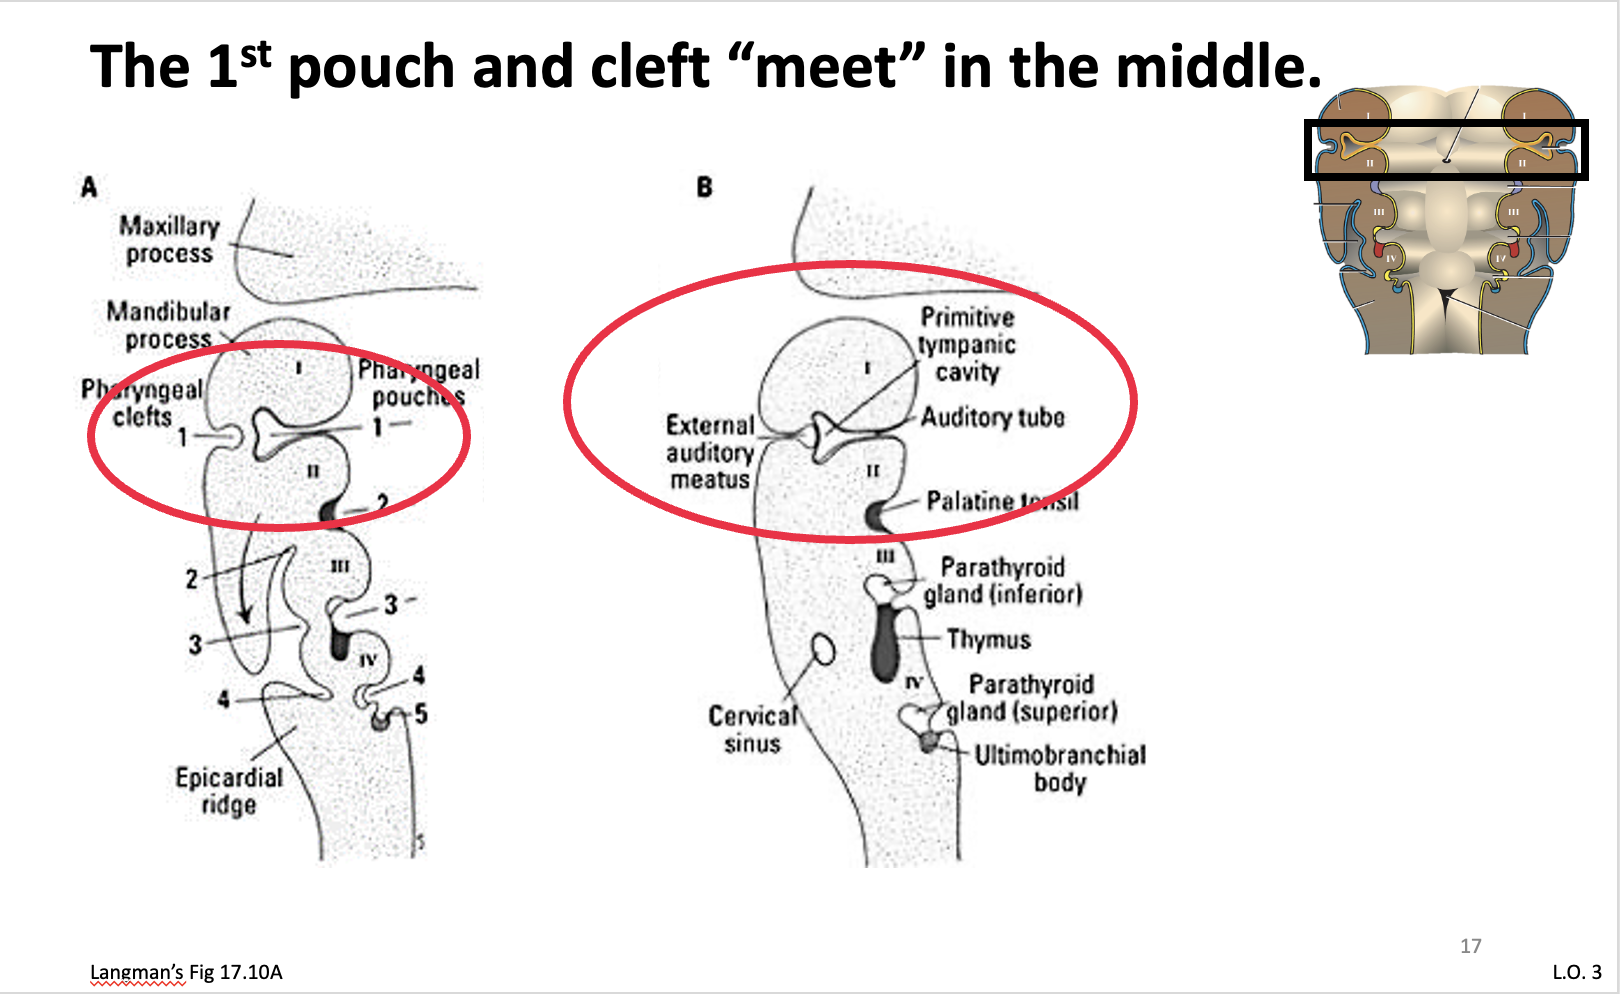 The 1st pouch and cleft “meet” in the middle.
A
Maxillary
process
Mandibular
process
I
Pharyngeal
clefts
1
Pharyngeal
pouches
1
II
2
III
2
3
3
IV
4
4
5
Epicardial
ridge
B
Primitive
tympanic
cavity
I
Auditory tube
External
auditory
meatus
II
Palatine tonsil
III
Parathyroid
gland (inferior)
Thymus
IV
Parathyroid
gland (superior)
Cervical
sinus
Ultimobranchial
body
I
I
II
II
III
III
IV
IV
17
Langman’s Fig 17.10A
L.O. 3